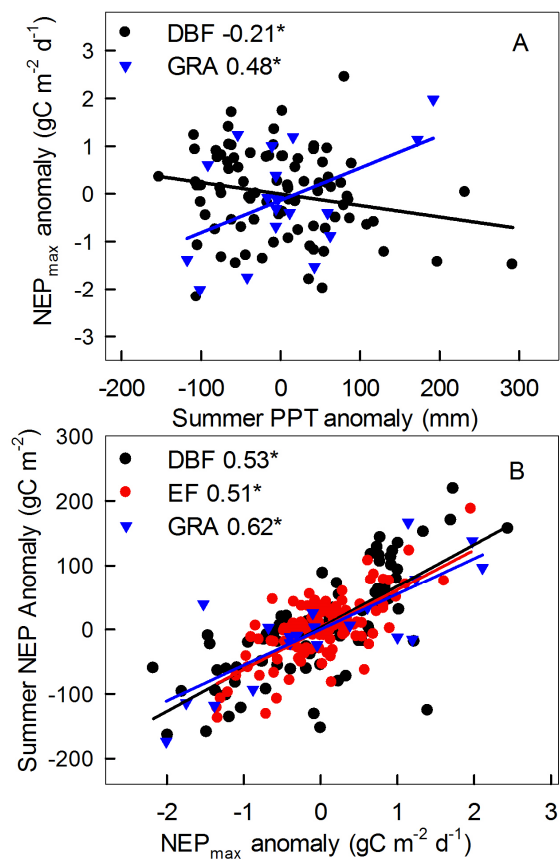 DBF -0.21*
GRA 0.48*
A
NEPmax anomaly (gC m-2 d-1)
3
2
1
0
-1
-2
-3
-200 -100 0 100 200 300
Summer PPT anomaly (mm)
DBF 0.53*
EF 0.51*
GRA 0.62*
B
Summer NEP Anomaly (gC m-2)
300
200
100
0
-100
-200
-2 -1 0 1 2 3
NEPmax anomaly (gC m-2 d-1)